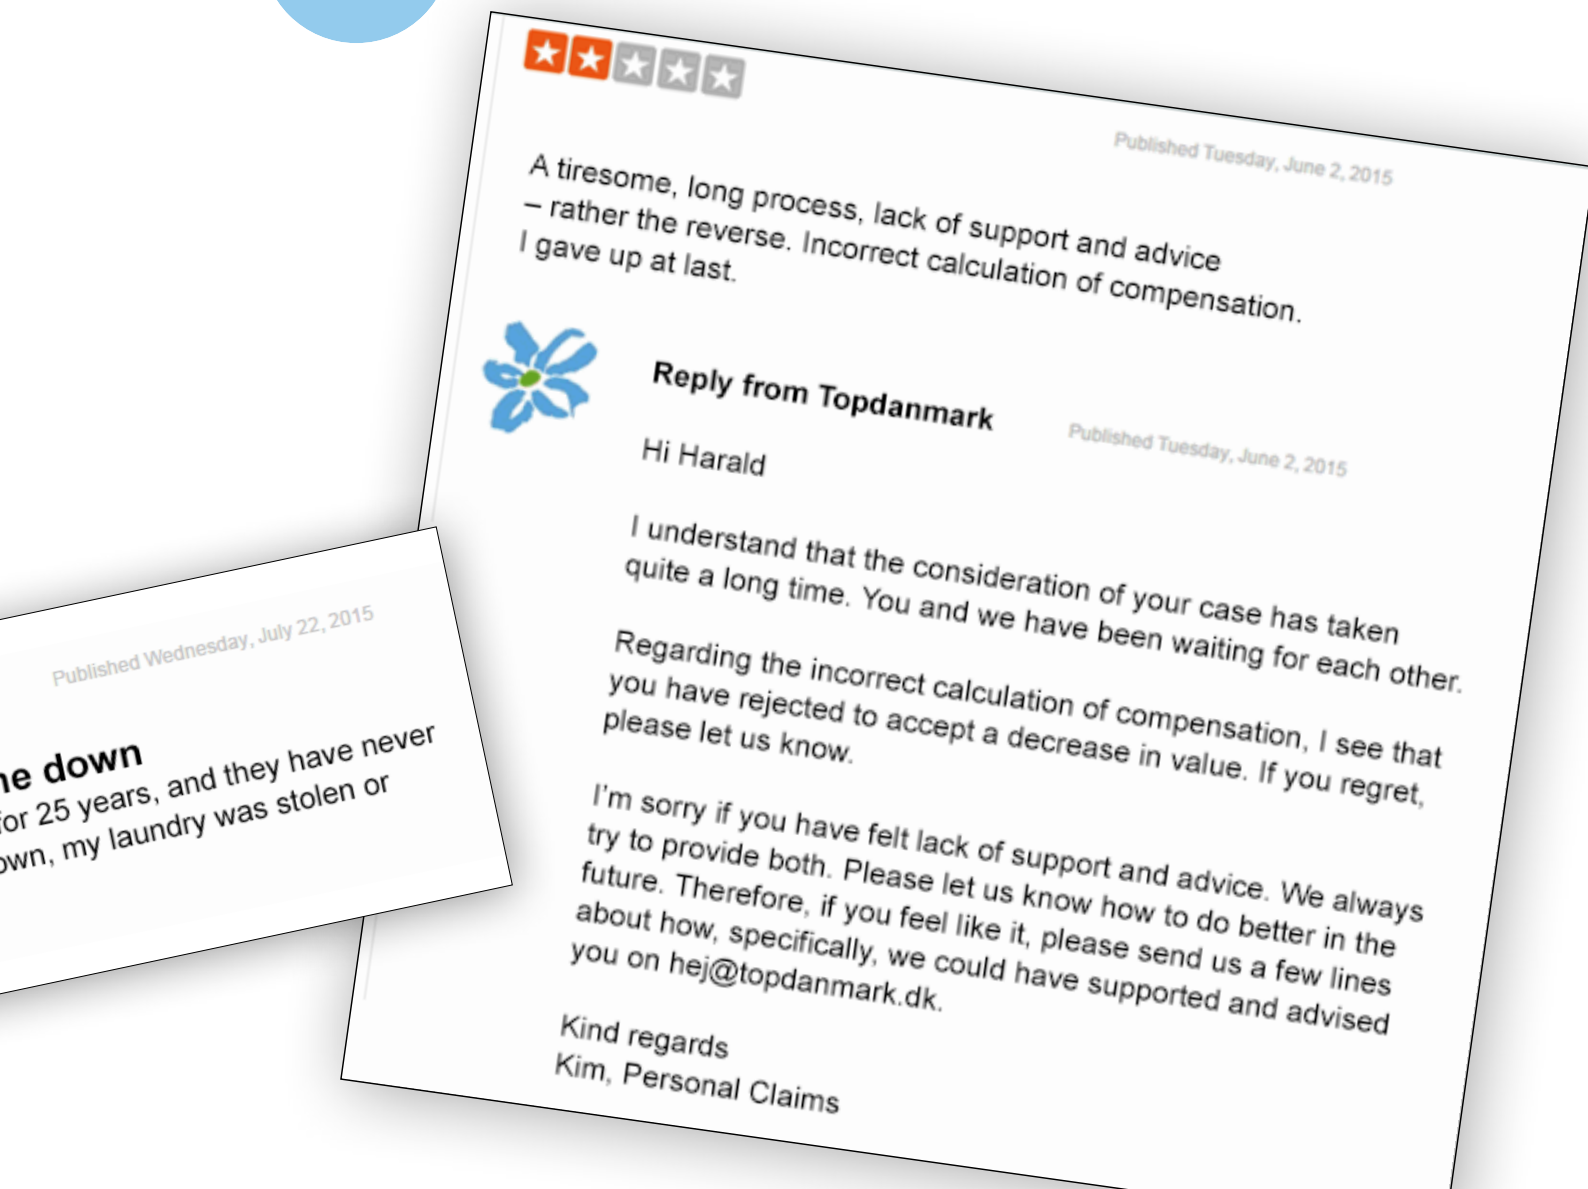 Published Tuesday, June 2, 2015
A tiresome, long process, lack of support and advice
– rather the reverse. Incorrect calculation of compensation.
I gave up at last.
Reply from Topdanmark
Published Tuesday, June 2, 2015
Hi Harald
I understand that the consideration of your case has taken
quite a long time. You and we have been waiting for each other.
Regarding the incorrect calculation of compensation, I see that
you have rejected to accept a decrease in value. If you regret,
please let us know.
I'm sorry if you have felt lack of support and advice. We always
try to provide both. Please let us know how to do better in the
future. Therefore, if you feel like it, please send us a few lines
about how, specifically, we could have supported and advised
you on hej@topdanmark.dk.
Kind regards
Kim, Personal Claims
Published Wednesday, July 22, 2015
down
for 25 years, and they have never
my laundry was stolen or